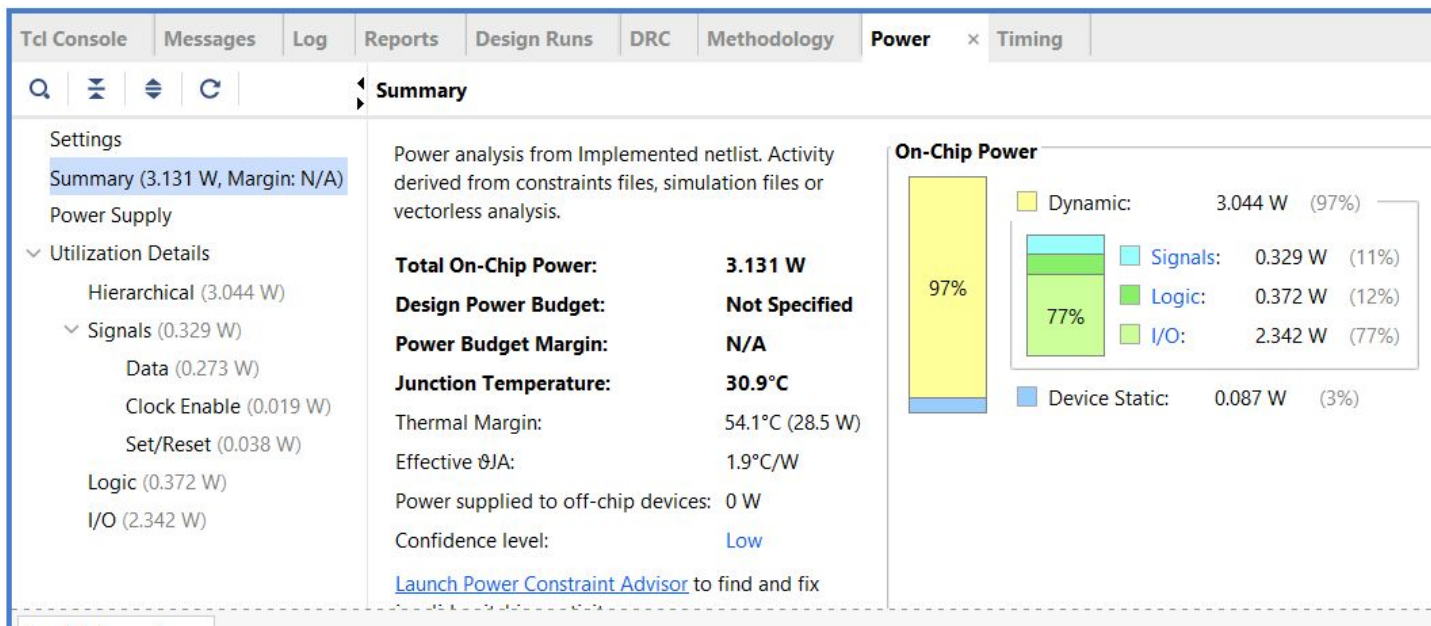 Tcl Console Messages Log Reports Design Runs DRC Methodology Power × Timing
Summary
Settings
Summary (3.131 W, Margin: N/A)
Power Supply
Utilization Details
Hierarchical (3.044 W)
Signals (0.329 W)
Data (0.273 W)
Clock Enable (0.019 W)
Set/Reset (0.038 W)
Logic (0.372 W)
I/O (2.342 W)
Power analysis from Implemented netlist. Activity
derived from constraints files, simulation files or
vectorless analysis.
Total On-Chip Power: 3.131 W
Design Power Budget: Not Specified
Power Budget Margin: N/A
Junction Temperature: 30.9°C
Thermal Margin: 54.1°C (28.5 W)
Effective ϑJA: 1.9°C/W
Power supplied to off-chip devices: 0 W
Confidence level: Low
Launch Power Constraint Advisor to find and fix
On-Chip Power
97%
Dynamic: 3.044 W (97%)
77%
Signals: 0.329 W (11%)
Logic: 0.372 W (12%)
I/O: 2.342 W (77%)
Device Static: 0.087 W (3%)